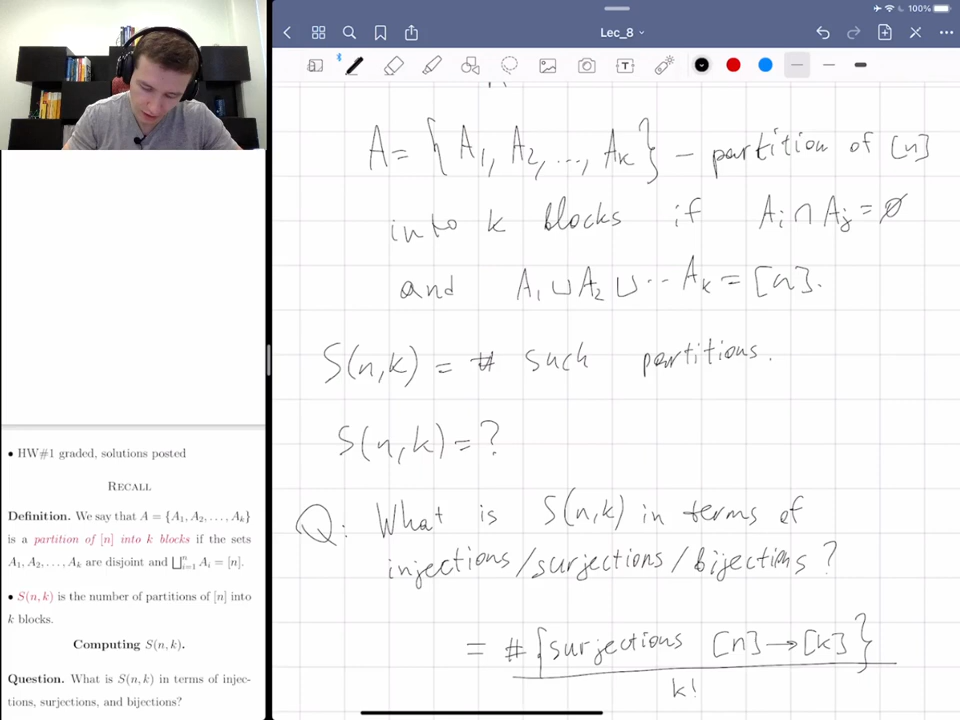 100%
Lec_8
A = {A₁, A₂, ..., Aₖ} – partition of [n]
into k blocks if Aᵢ ∩ Aⱼ = ∅
and A₁ ⊔ A₂ ⊔ ⋯ Aₖ = [n].
S(n,k) = # such partitions.
S(n,k) = ?
Q: What is S(n,k) in terms of
injections/surjections/bijections?
= #{surjections [n] → [k]}
k!
• HW#1 graded, solutions posted
RECALL
Definition. We say that A = {A₁, A₂, . . . , Aₖ}
is a partition of [n] into k blocks if the sets
A₁, A₂, . . . , Aₖ are disjoint and ⨆ⁿᵢ₌₁ Aᵢ = [n].
• S(n, k) is the number of partitions of [n] into
k blocks.
Computing S(n, k).
Question. What is S(n, k) in terms of injec-
tions, surjections, and bijections?